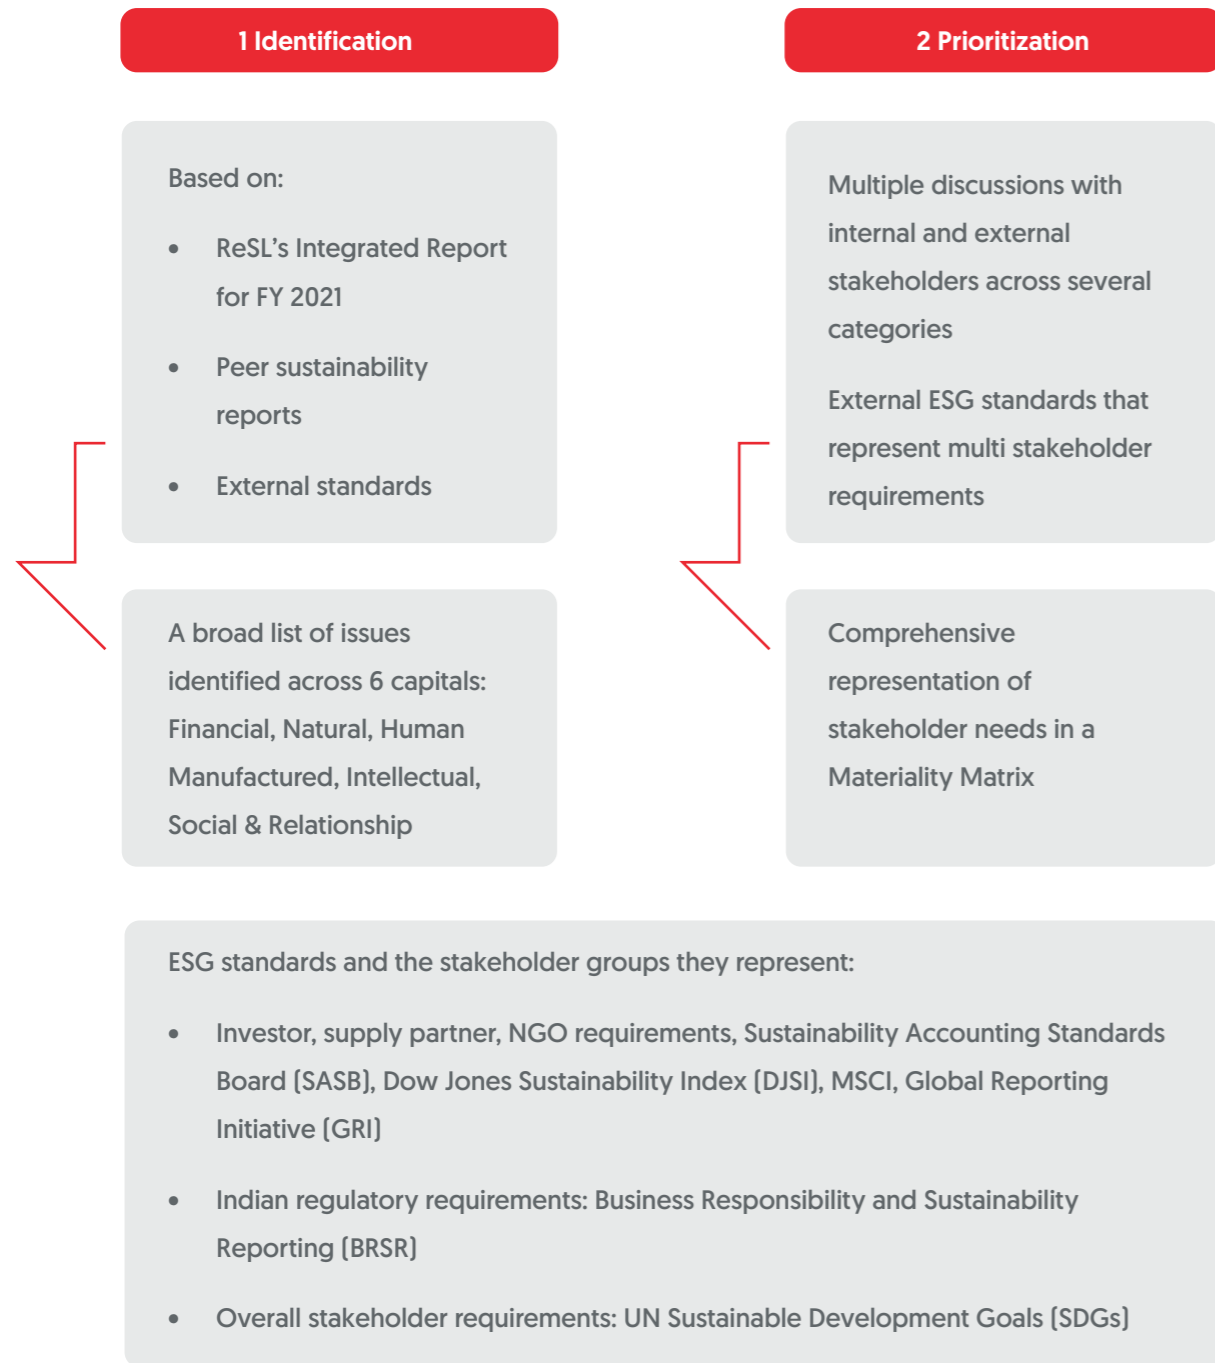 1 Identification
Based on:
• ReSL’s Integrated Report
for FY 2021
• Peer sustainability
reports
• External standards
A broad list of issues
identified across 6 capitals:
Financial, Natural, Human
Manufactured, Intellectual,
Social & Relationship
2 Prioritization
Multiple discussions with
internal and external
stakeholders across several
categories
External ESG standards that
represent multi stakeholder
requirements
Comprehensive
representation of
stakeholder needs in a
Materiality Matrix
ESG standards and the stakeholder groups they represent:
• Investor, supply partner, NGO requirements, Sustainability Accounting Standards
Board (SASB), Dow Jones Sustainability Index (DJSI), MSCI, Global Reporting
Initiative (GRI)
• Indian regulatory requirements: Business Responsibility and Sustainability
Reporting (BRSR)
• Overall stakeholder requirements: UN Sustainable Development Goals (SDGs)